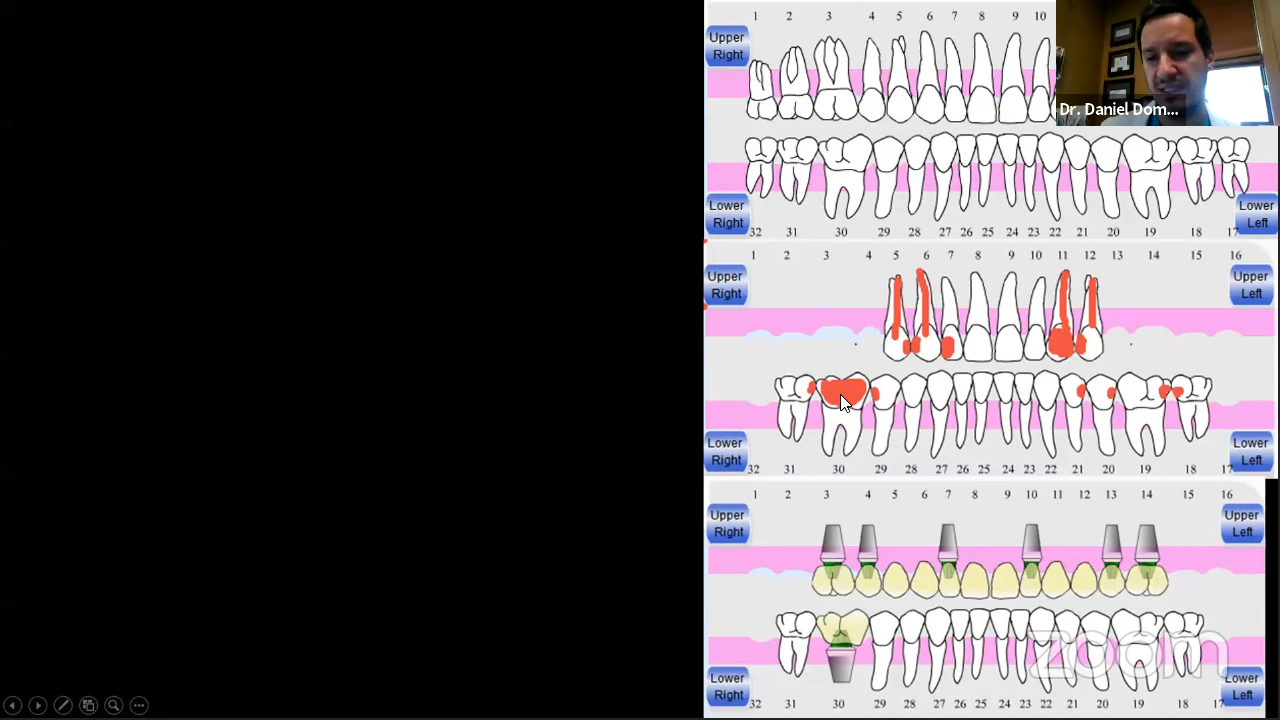 1 2 3 4 5 6 7 8 9 10
Upper
Right
Dr. Daniel Dom...
Lower
Right
Lower
Left
32 31 30 29 28 27 26 25 24 23 22 21 20 19 18 17
1 2 3 4 5 6 7 8 9 10 11 12 13 14 15 16
Upper
Right
Upper
Left
Lower
Right
Lower
Left
32 31 30 29 28 27 26 25 24 23 22 21 20 19 18 17
1 2 3 4 5 6 7 8 9 10 11 12 13 14 15 16
Upper
Right
Upper
Left
zoom
Lower
Right
Lower
Left
32 31 30 29 28 27 26 25 24 23 22 21 20 19 18 17